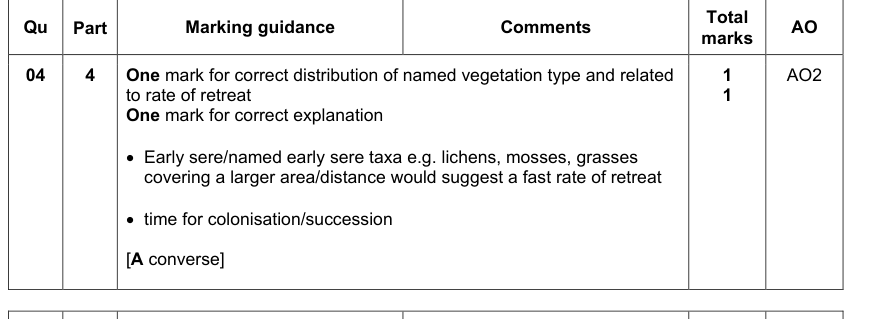 Qu Part Marking guidance Comments Total marks AO
04 4 One mark for correct distribution of named vegetation type and related 1 AO2
to rate of retreat 1
One mark for correct explanation
• Early sere/named early sere taxa e.g. lichens, mosses, grasses
covering a larger area/distance would suggest a fast rate of retreat
• time for colonisation/succession
[A converse]